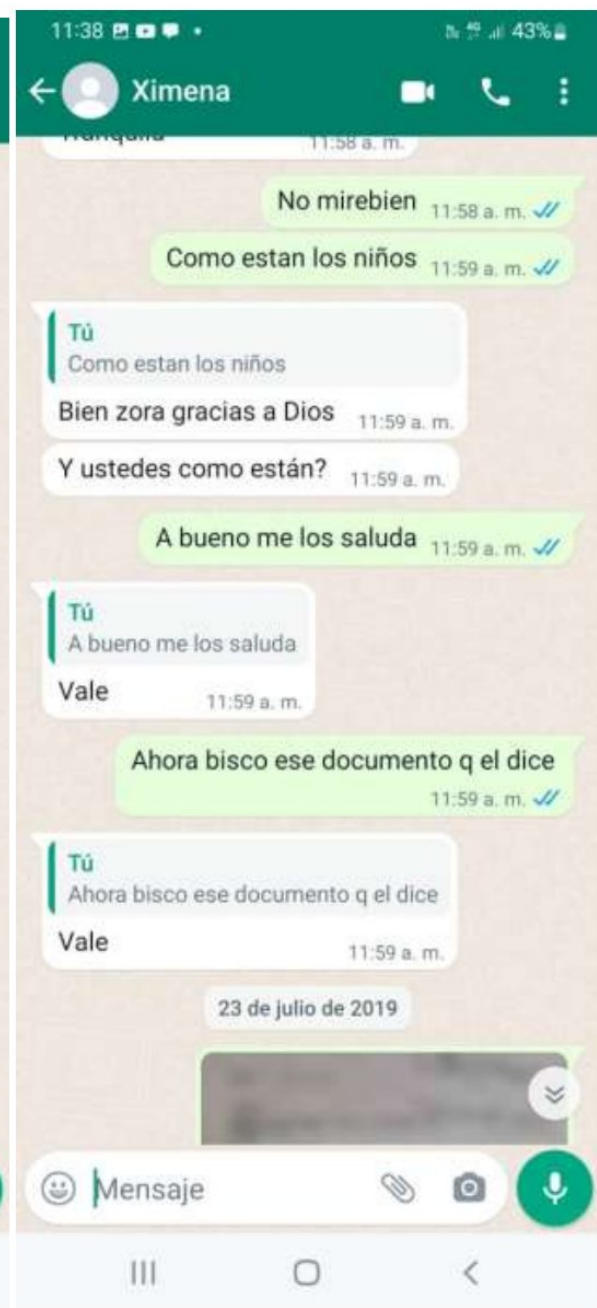 11:38
43%
Ximena
11:58 a. m.
No mirebien 11:58 a. m.
Como estan los niños 11:59 a. m.
Tú
Como estan los niños
Bien zora gracias a Dios 11:59 a. m.
Y ustedes como están? 11:59 a. m.
A bueno me los saluda 11:59 a. m.
Tú
A bueno me los saluda
Vale 11:59 a. m.
Ahora bisco ese documento q el dice
11:59 a. m.
Tú
Ahora bisco ese documento q el dice
Vale 11:59 a. m.
23 de julio de 2019
Mensaje